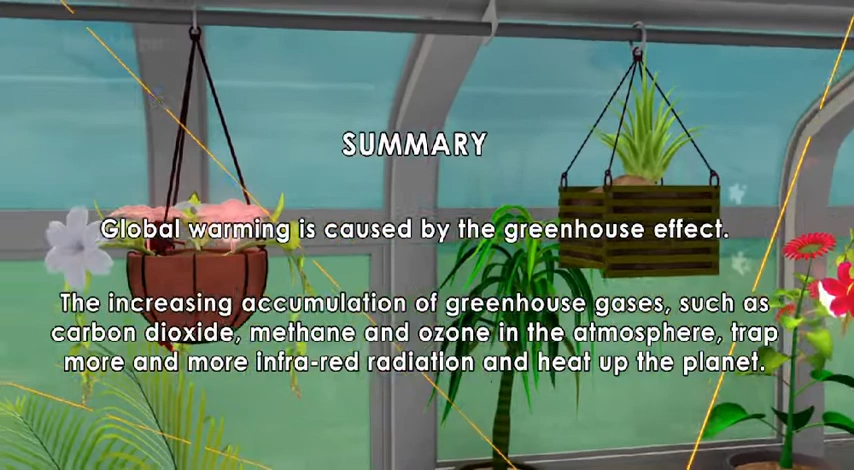 SUMMARY
Global warming is caused by the greenhouse effect.
The increasing accumulation of greenhouse gases, such as
carbon dioxide, methane and ozone in the atmosphere, trap
more and more infra-red radiation and heat up the planet.